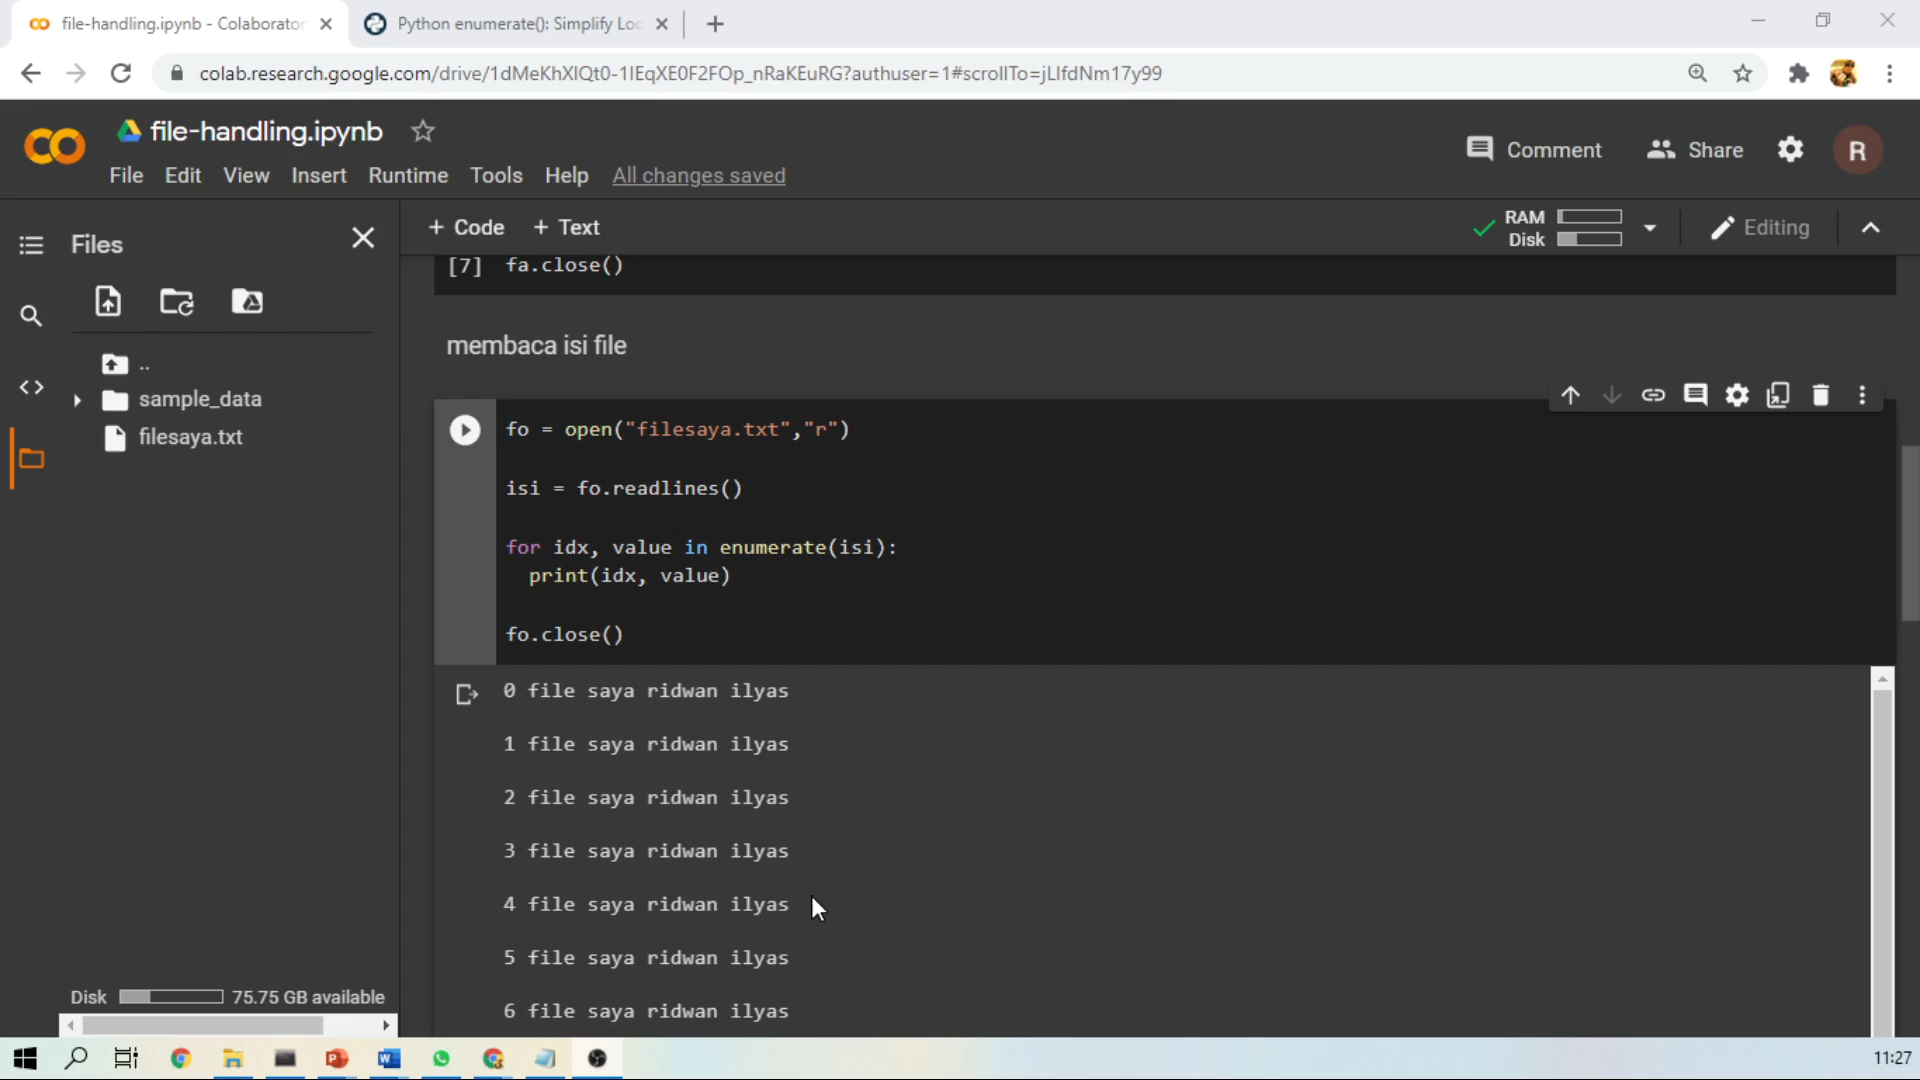 file-handling.ipynb - Colaborator
Python enumerate(): Simplify Loo
colab.research.google.com/drive/1dMeKhXlQt0-1IEqXE0F2FOp_nRaKEuRG?authuser=1#scrollTo=jLlfdNm17y99
file-handling.ipynb
Comment
Share
R
File Edit View Insert Runtime Tools Help All changes saved
Files
+ Code + Text
RAM
Disk
Editing
[7] fa.close()
membaca isi file
..
sample_data
filesaya.txt
fo = open("filesaya.txt","r")
isi = fo.readlines()
for idx, value in enumerate(isi):
print(idx, value)
fo.close()
0 file saya ridwan ilyas
1 file saya ridwan ilyas
2 file saya ridwan ilyas
3 file saya ridwan ilyas
4 file saya ridwan ilyas
5 file saya ridwan ilyas
6 file saya ridwan ilyas
Disk 75.75 GB available
11:27